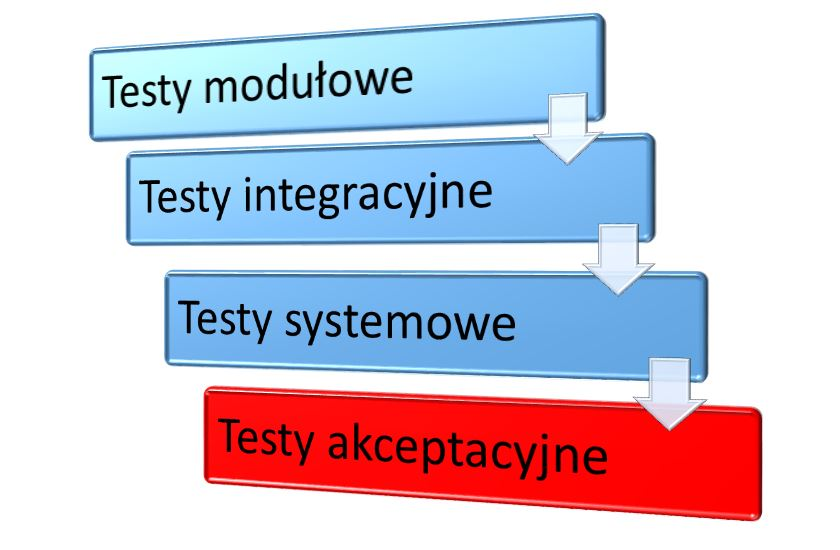 Testy modułowe
Testy integracyjne
Testy systemowe
Testy akceptacyjne